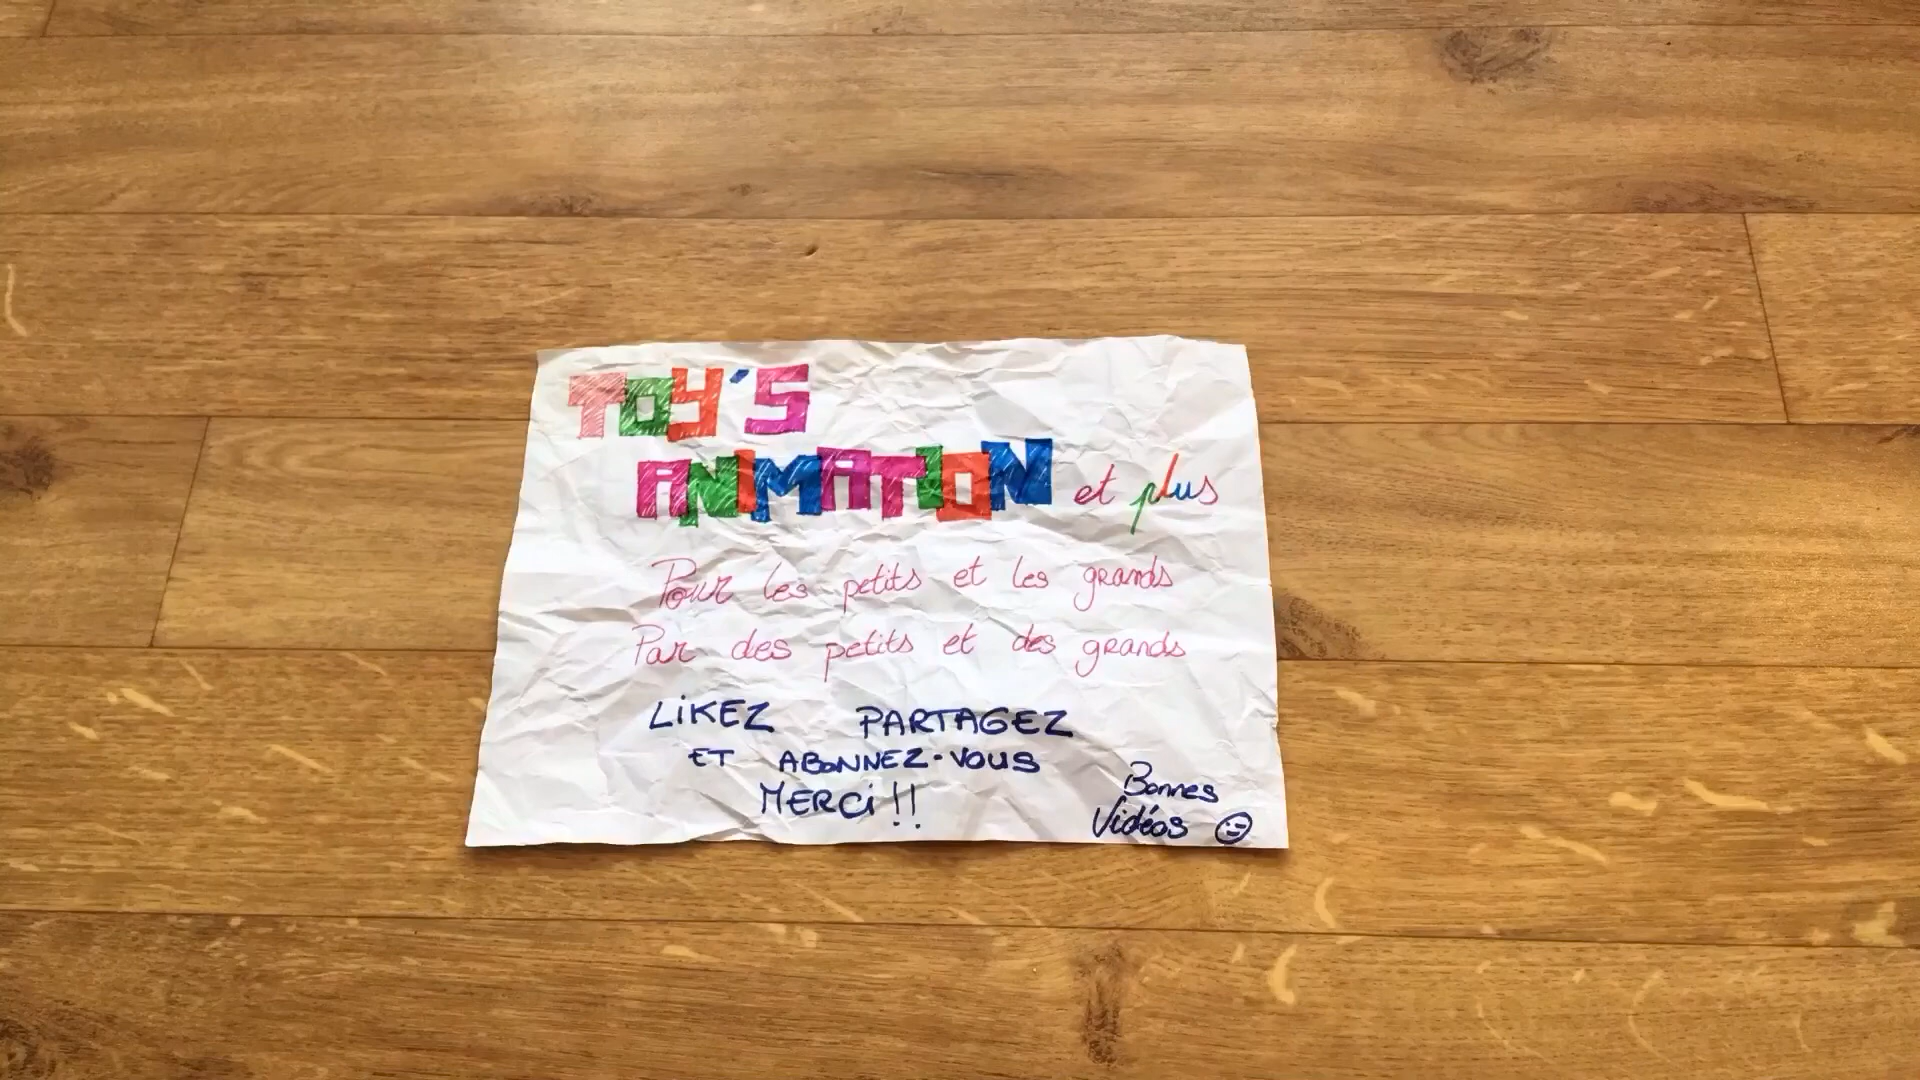 TOY'S
ANIMATION et plus
Pour les petits et les grands
Par des petits et des grands
LiKEZ PARTAGEZ
ET ABONNEZ-VOUS
MERCi !!
Bonnes
Vidéos